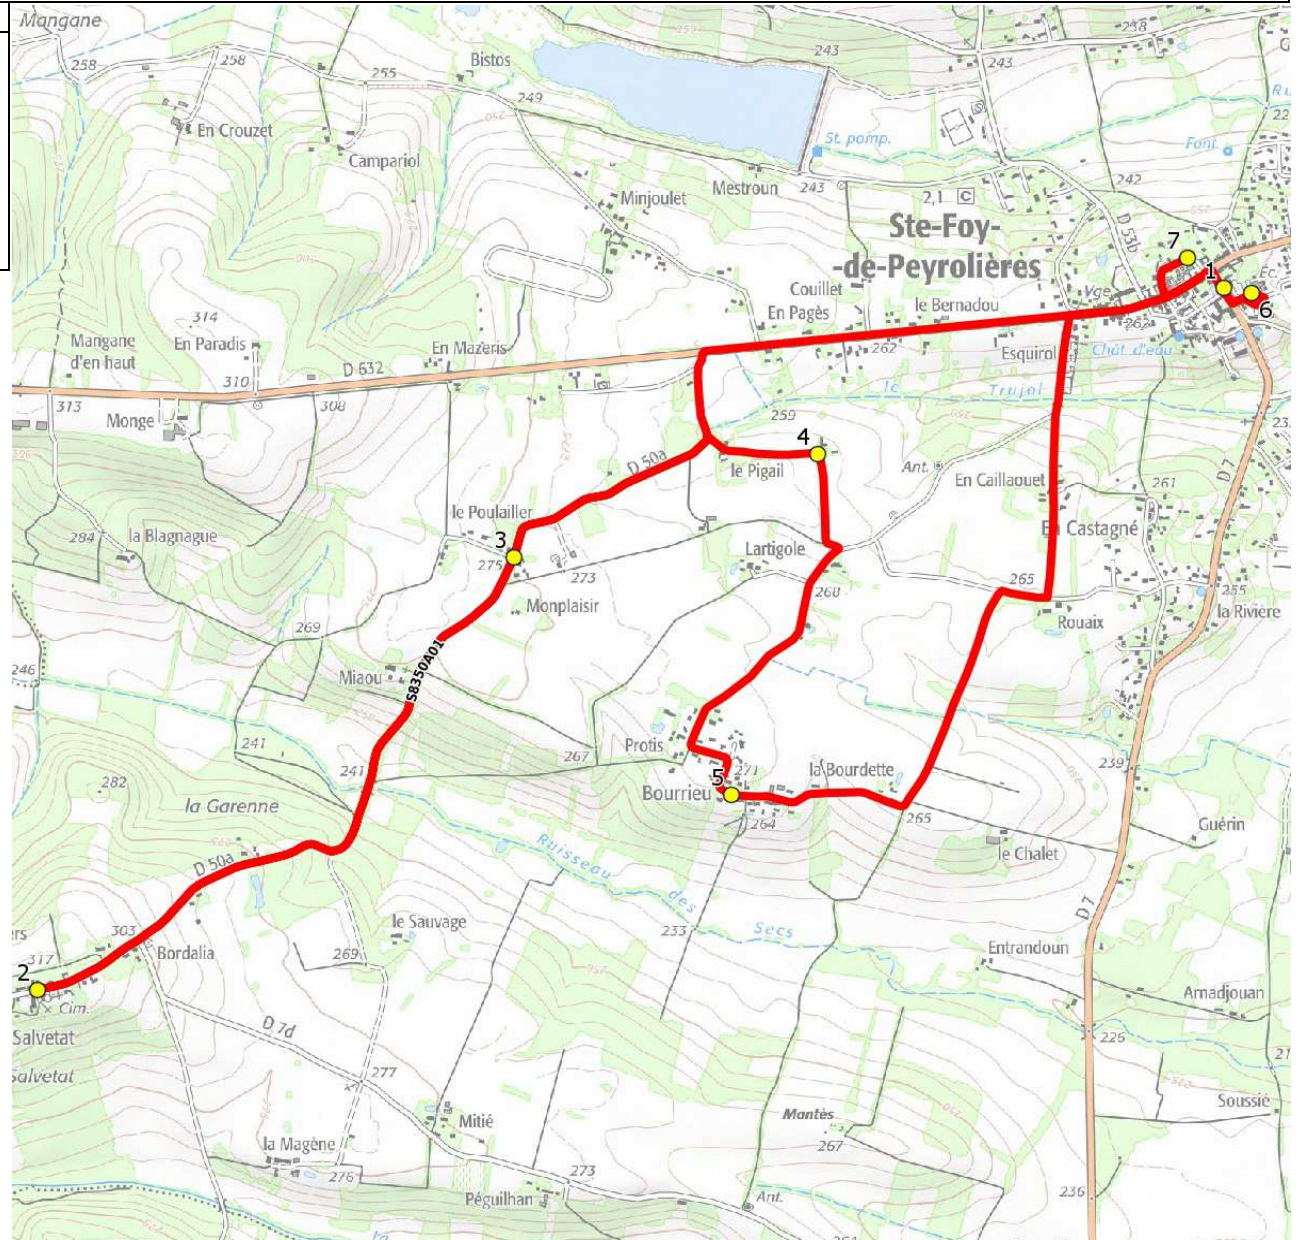 Mangane
258
258
255
Bistos
249
243
243
238
En Crouzet
Campariol
St. pomp.
Font.
22
Minjoulet
Mestroun
243
242
2,1 C
D 53b
Ste-Foy-
-de-Peyrolières
7
1
Vge
Éc.
6
262
Couillet
En Pagès
le Bernadou
314
En Paradis
Mangane
d'en haut
310
D 632
En Mazeris
262
Esquirol
Chât. d'eau
le Trujol
313
308
Monge
259
4
le Pigail
D 50a
Ant.
En Caillaouet
261
D 7
le Poulailler
la Blagnague
284
3
275
273
Lartigole
En Castagné
265
255
la Rivière
268
Monplaisir
Rouaix
269
S8350A01
Miaou
246
241
241
267
Protis
5
271
Bourrieu
264
la Bourdette
265
239
282
la Garenne
Guérin
le Chalet
D 50a
Ruisseau des Secs
D 7
le Sauvage
233
303
Bordalia
317
2
269
256
Entrandoun
Cim.
Salvetat
Salvetat
Arnadjouan
D 7d
226
277
Mitié
Montès
267
Soussié
la Magène
276
273
Péguilhan
Ant.
236